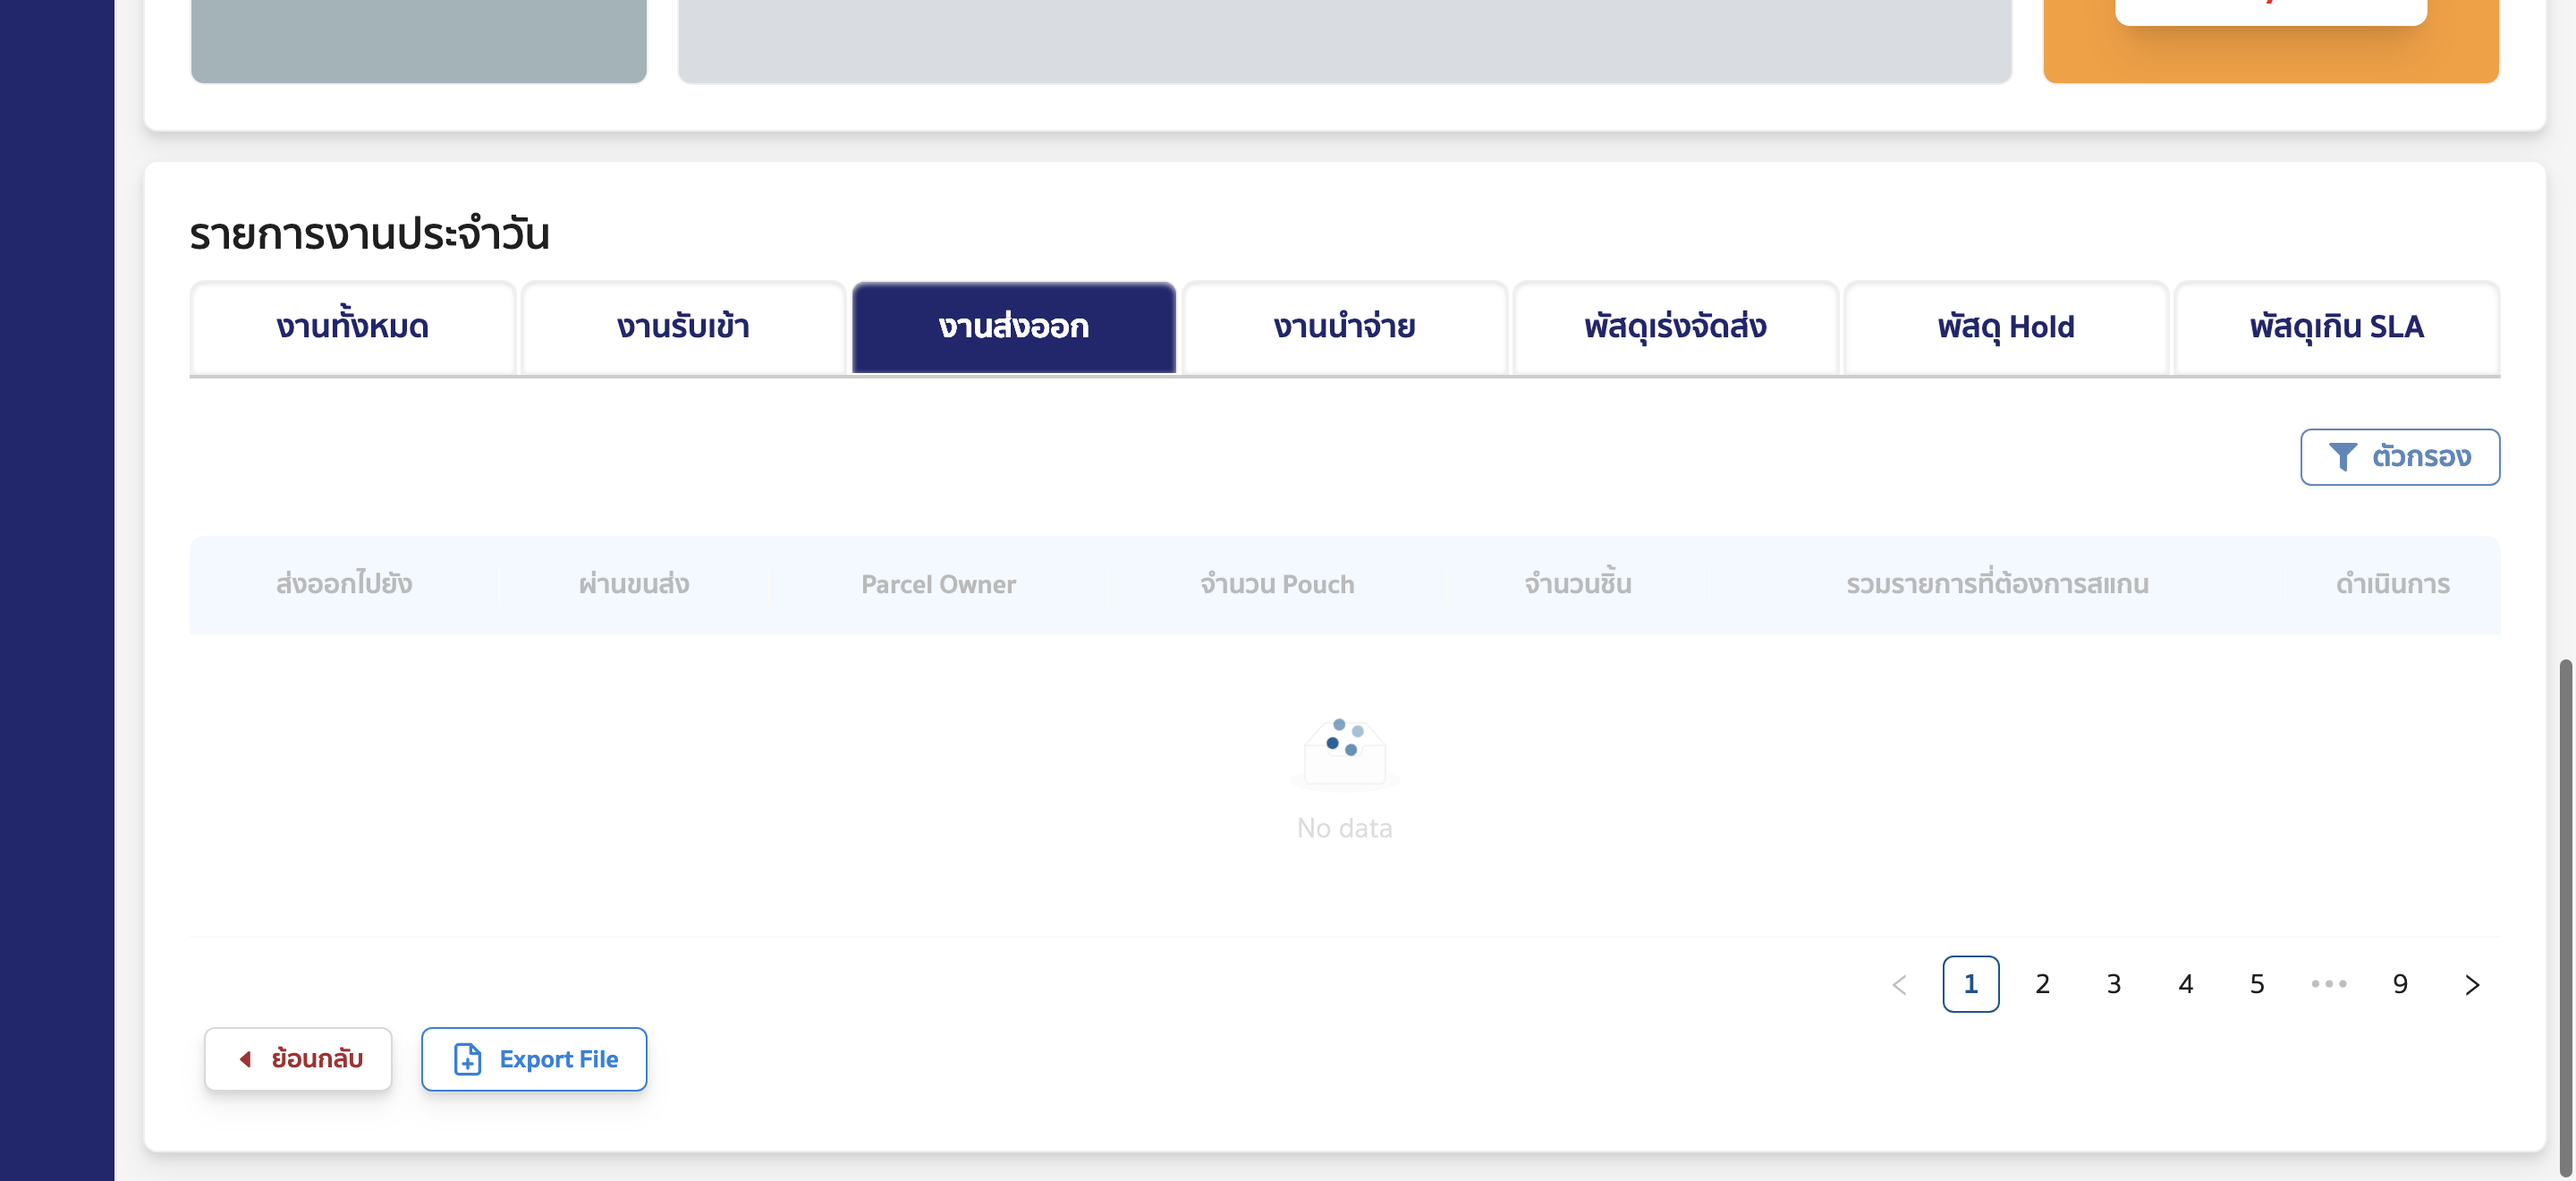 รายการงานประจำวัน
งานทั้งหมด งานรับเข้า งานส่งออก งานนำจ่าย พัสดุเร่งจัดส่ง พัสดุ Hold พัสดุเกิน SLA
ตัวกรอง
ส่งออกไปยัง ผ่านขนส่ง Parcel Owner จำนวน Pouch จำนวนชิ้น รวมรายการที่ต้องการสแกน ดำเนินการ
No data
< 1 2 3 4 5 ••• 9 >
ย้อนกลับ Export File